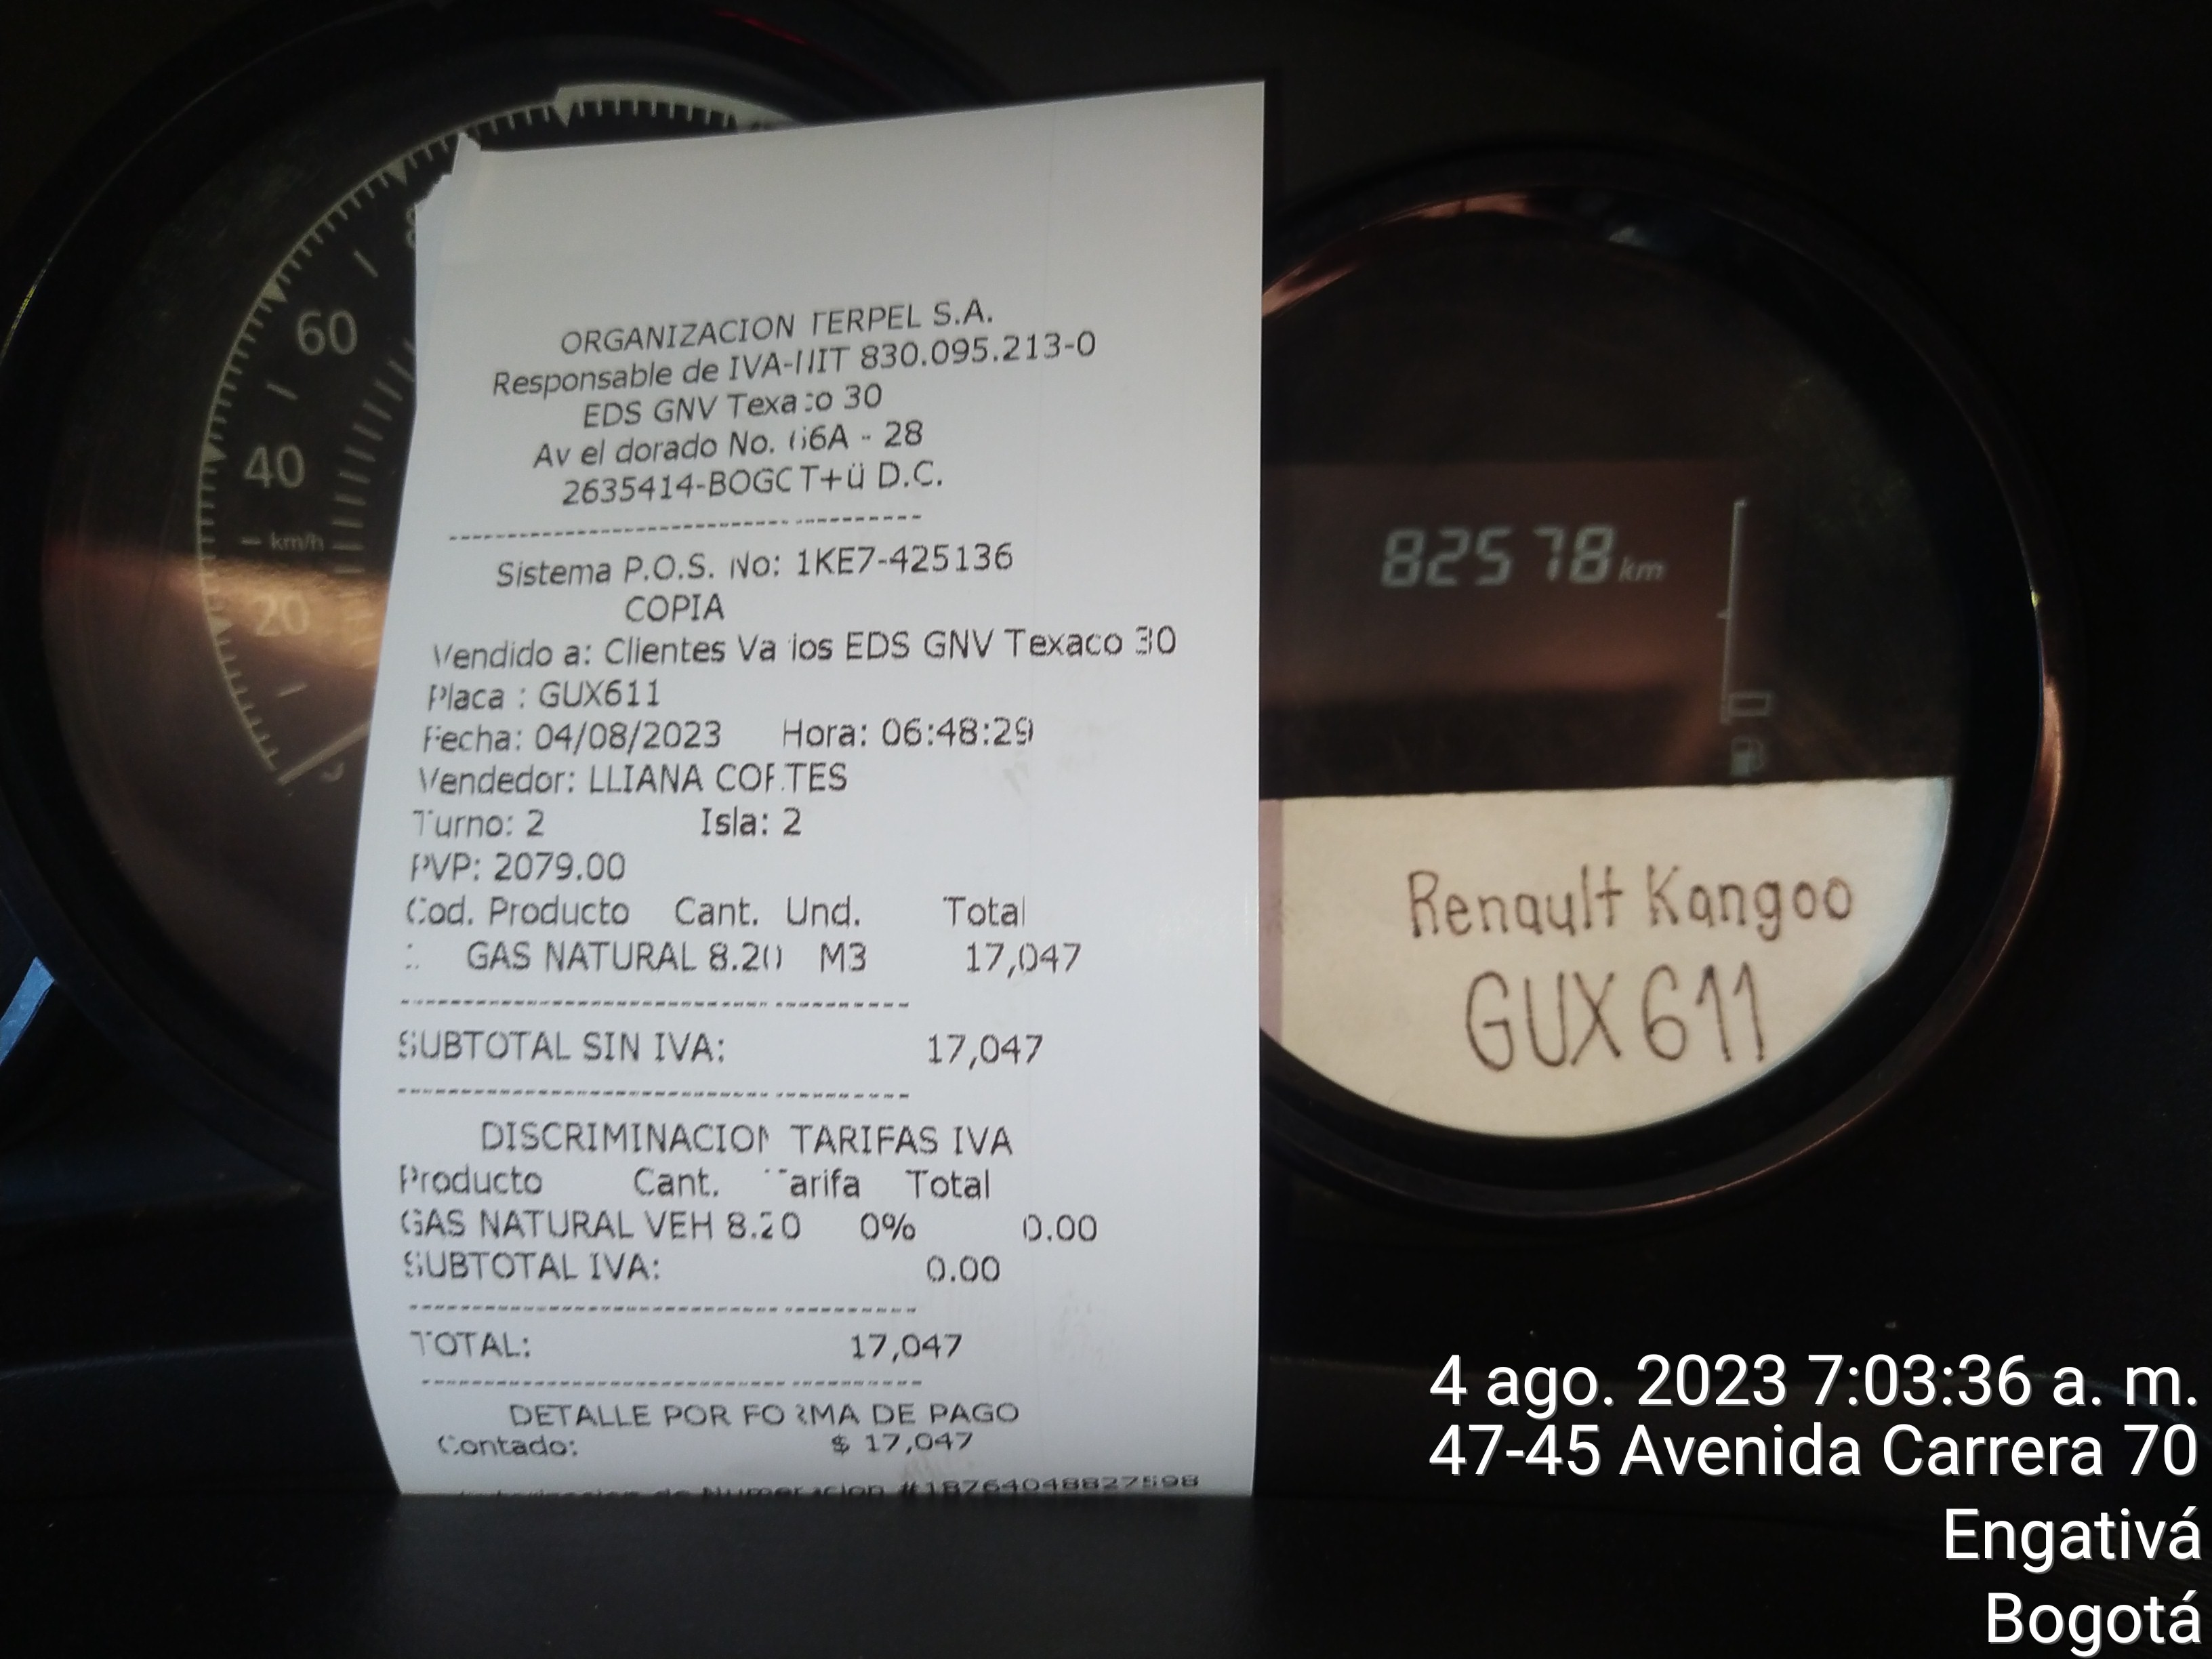 ORGANIZACION TERPEL S.A.
Responsable de IVA-NIT 830.095.213-0
EDS GNV Texaco 30
Av el dorado No. 66A - 28
2635414-BOGOT+ü D.C.
Sistema P.O.S. No: 1KE7-425136
COPIA
Vendido a: Clientes Varios EDS GNV Texaco 30
Placa : GUX611
Fecha: 04/08/2023 Hora: 06:48:29
Vendedor: LLIANA CORTES
Turno: 2 Isla: 2
PVP: 2079.00
Cod. Producto Cant. Und. Total
GAS NATURAL 8.20 M3 17,047
SUBTOTAL SIN IVA: 17,047
DISCRIMINACION TARIFAS IVA
Producto Cant. Tarifa Total
GAS NATURAL VEH 8.20 0% 0.00
SUBTOTAL IVA: 0.00
TOTAL: 17,047
DETALLE POR FORMA DE PAGO
Contado: $ 17,047
de Numeracion #18764048827598
60
40
km/h
20
82578 km
Renault Kangoo
GUX611
4 ago. 2023 7:03:36 a. m.
47-45 Avenida Carrera 70
Engativá
Bogotá